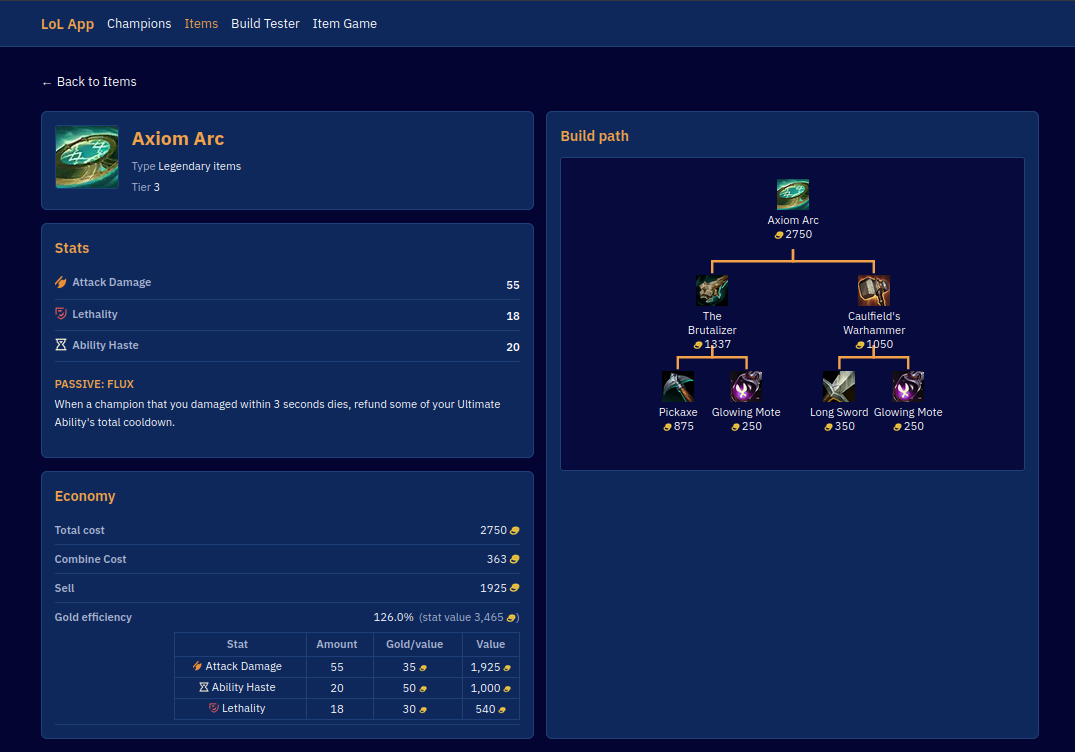 LoL App Champions Items Build Tester Item Game
← Back to Items
Axiom Arc
Type Legendary items
Tier 3
Stats
Attack Damage 55
Lethality 18
Ability Haste 20
PASSIVE: FLUX
When a champion that you damaged within 3 seconds dies, refund some of your Ultimate
Ability's total cooldown.
Economy
Total cost 2750
Combine Cost 363
Sell 1925
Gold efficiency 126.0% (stat value 3,465 )
Stat Amount Gold/value Value
Attack Damage 55 35 1,925
Ability Haste 20 50 1,000
Lethality 18 30 540
Build path
Axiom Arc
2750
The
Brutalizer
1337
Caulfield's
Warhammer
1050
Pickaxe
875
Glowing Mote
250
Long Sword
350
Glowing Mote
250